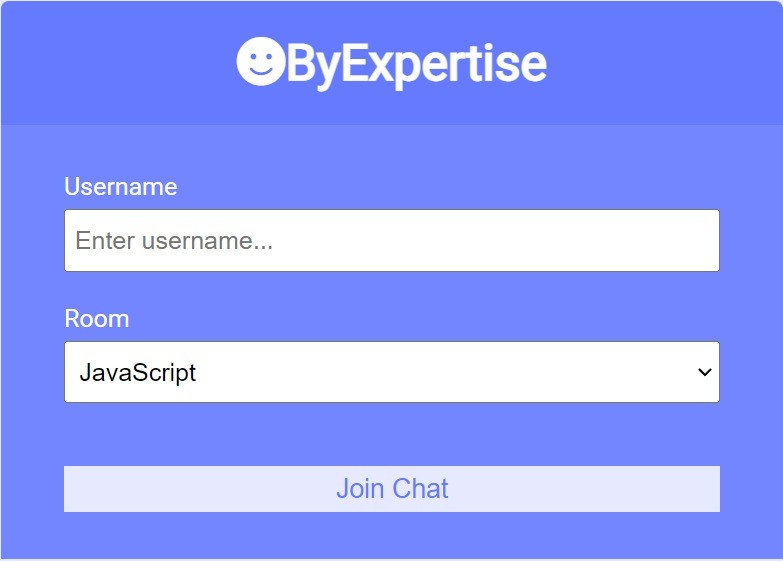 ByExpertise
Username
Enter username...
Room
JavaScript
Join Chat